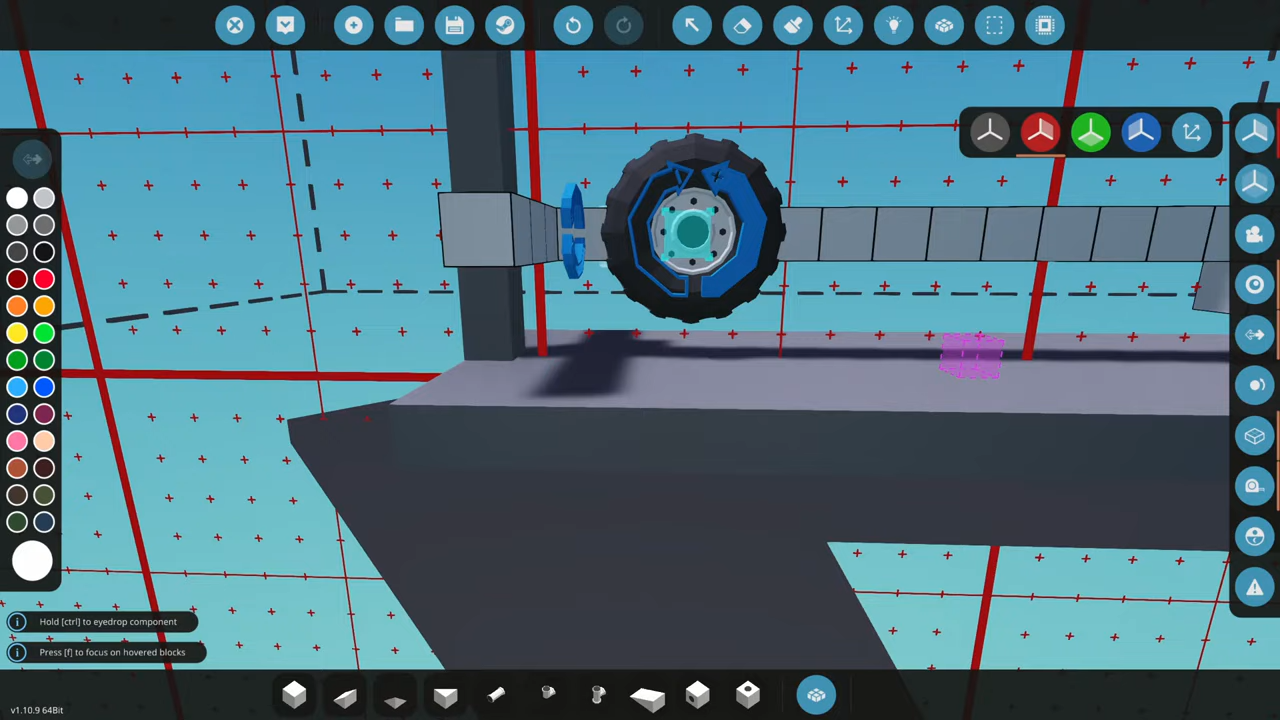 Hold [ctrl] to eyedrop component
Press [f] to focus on hovered blocks
v1.10.9 64Bit